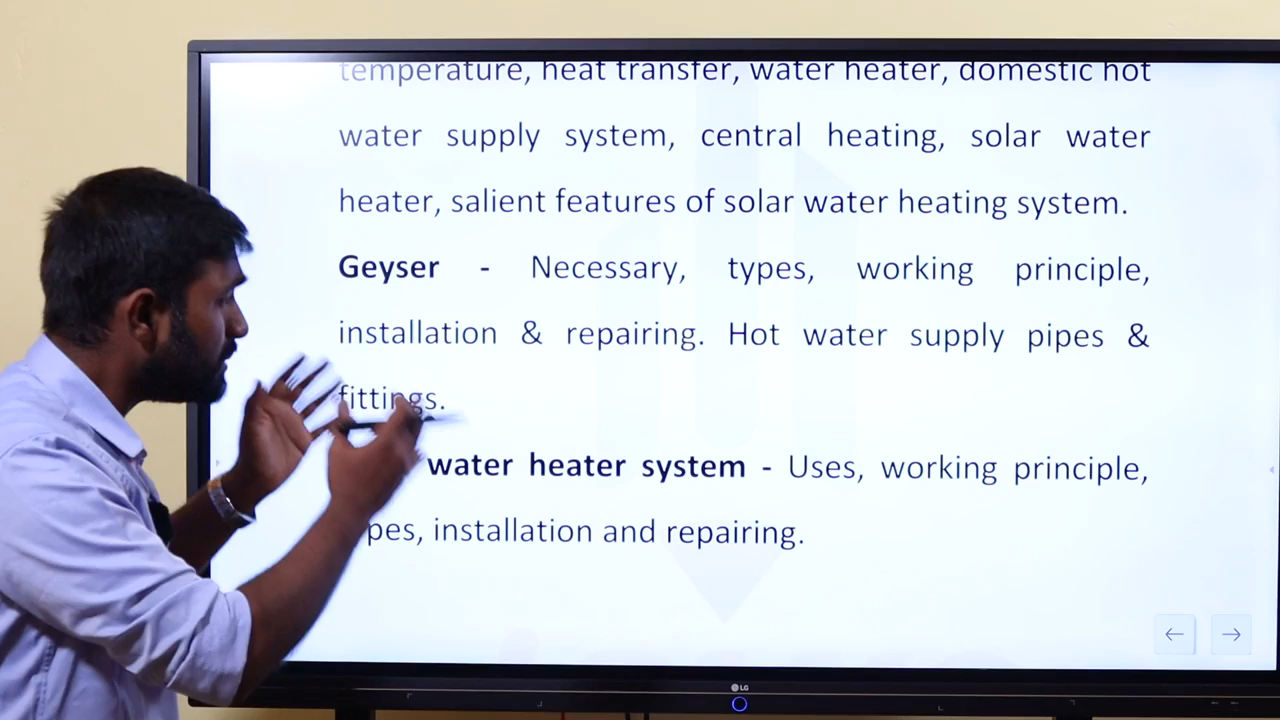 temperature, heat transfer, water heater, domestic hot
water supply system, central heating, solar water
heater, salient features of solar water heating system.
Geyser - Necessary, types, working principle,
installation & repairing. Hot water supply pipes &
fittings.
water heater system - Uses, working principle,
installation and repairing.
LG